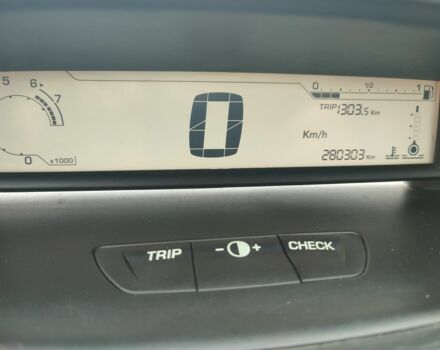 5 6 7
0 x1000
0
Km/h
0 1/2 1
TRIP 1303.5 Km
280303 Km
TRIP - + CHECK